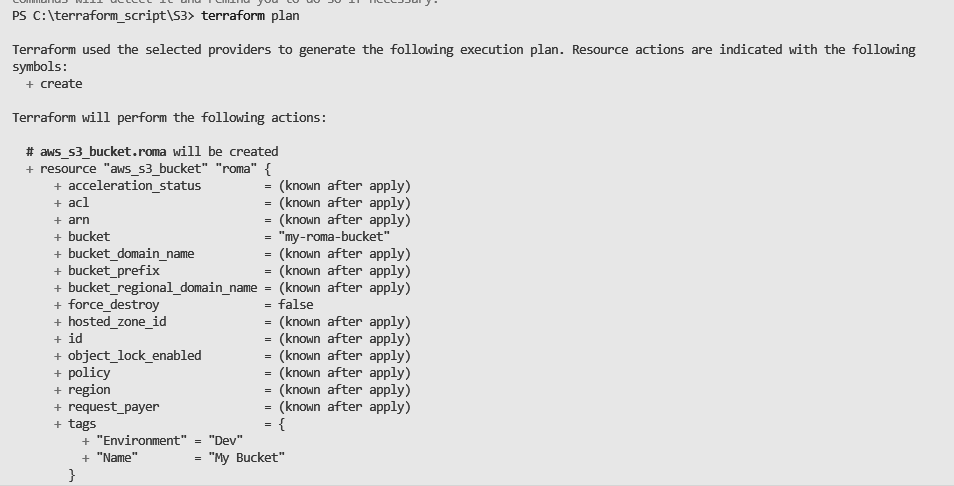 commands will detect it and remind you to do so if necessary.
PS C:\terraform_script\S3> terraform plan
Terraform used the selected providers to generate the following execution plan. Resource actions are indicated with the following
symbols:
+ create
Terraform will perform the following actions:
# aws_s3_bucket.roma will be created
+ resource "aws_s3_bucket" "roma" {
+ acceleration_status = (known after apply)
+ acl = (known after apply)
+ arn = (known after apply)
+ bucket = "my-roma-bucket"
+ bucket_domain_name = (known after apply)
+ bucket_prefix = (known after apply)
+ bucket_regional_domain_name = (known after apply)
+ force_destroy = false
+ hosted_zone_id = (known after apply)
+ id = (known after apply)
+ object_lock_enabled = (known after apply)
+ policy = (known after apply)
+ region = (known after apply)
+ request_payer = (known after apply)
+ tags = {
+ "Environment" = "Dev"
+ "Name" = "My Bucket"
}